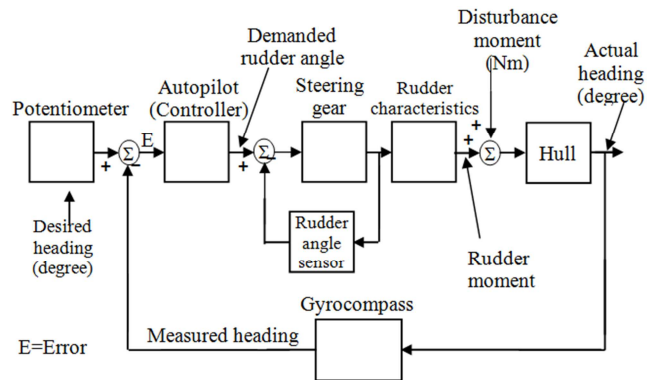 Disturbance
moment
(Nm)
Actual
heading
(degree)
Demanded
rudder angle
Steering
gear
Rudder
characteristics
Autopilot
(Controller)
Potentiometer
E
+
-
+
-
+
+
Σ
Σ
Σ
Hull
Desired
heading
(degree)
Rudder
angle
sensor
Rudder
moment
Gyrocompass
Measured heading
E=Error